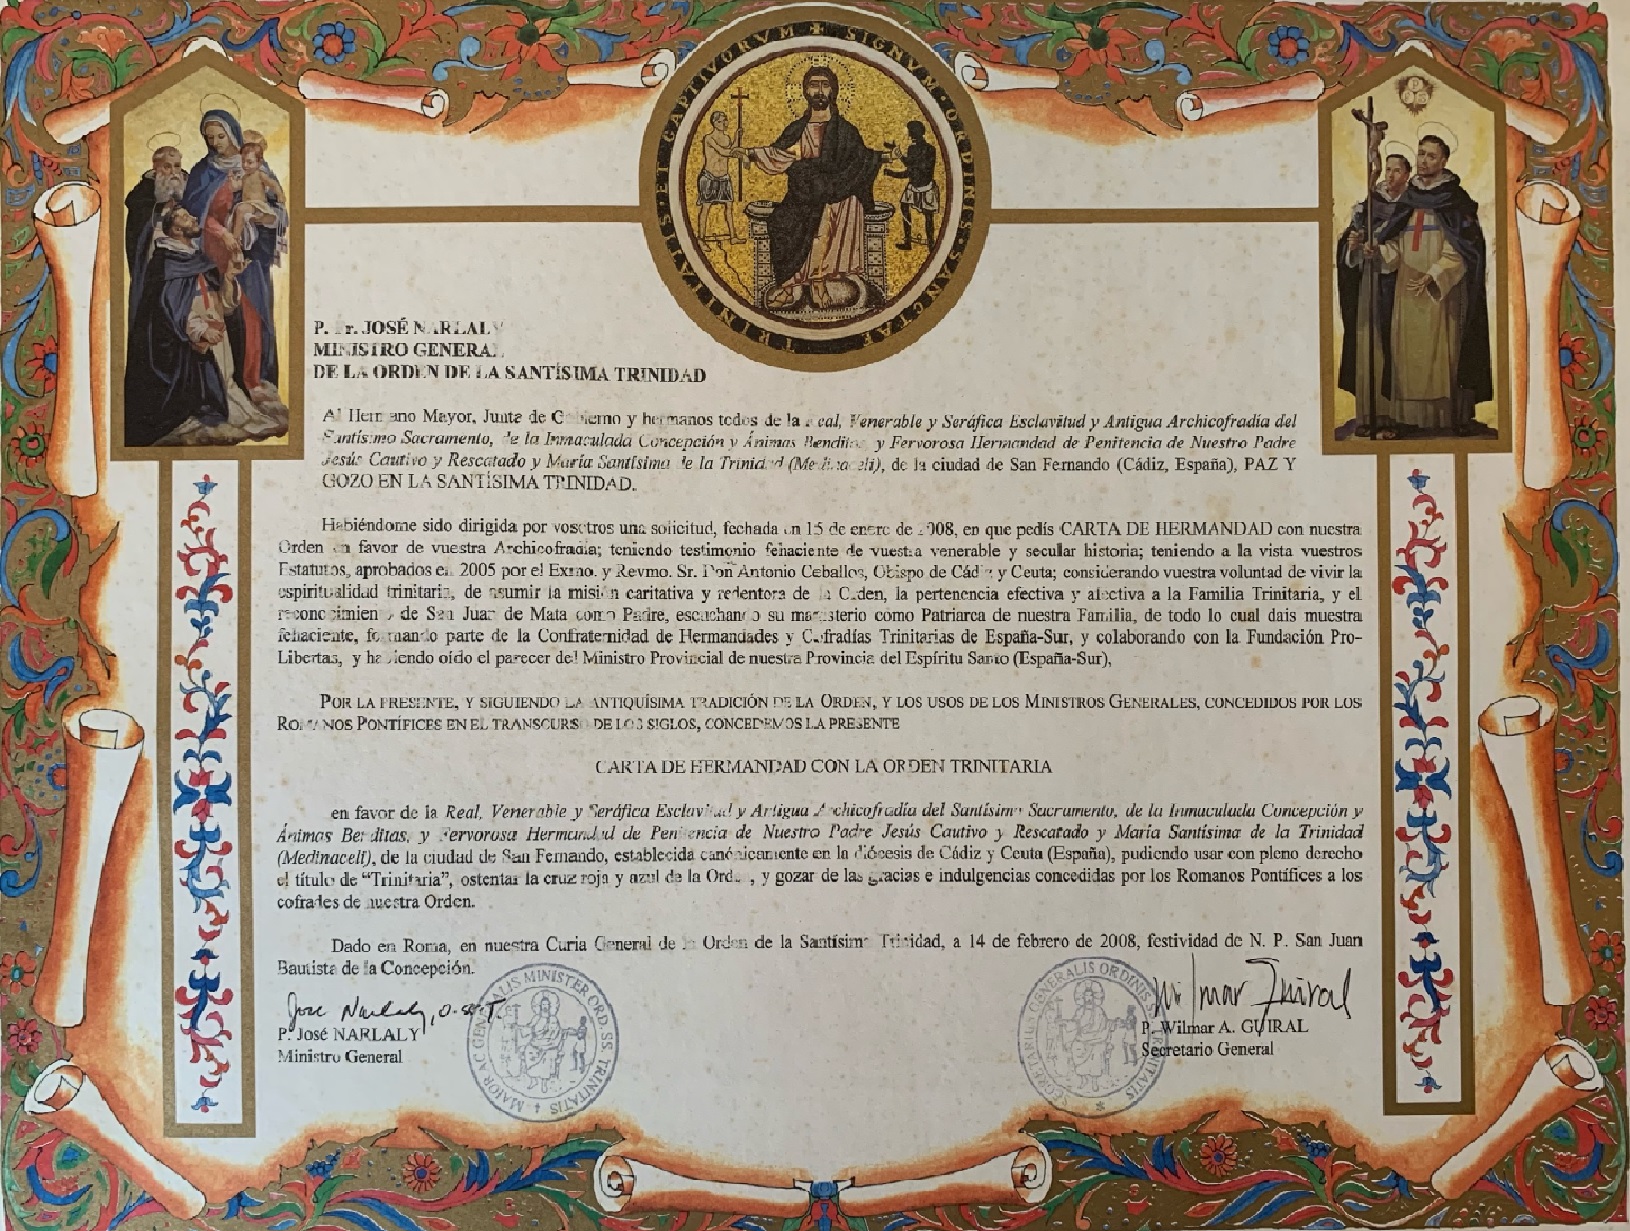 SIGNVM · ORDINIS · SANCTAE · TRINITATIS · ET CAPTIVORVM
P. Fr. JOSÉ NARLALY
MINISTRO GENERAL
DE LA ORDEN DE LA SANTÍSIMA TRINIDAD
Al Hermano Mayor, Junta de Gobierno y hermanos todos de la Real, Venerable y Seráfica Esclavitud y Antigua Archicofradía del
Santísimo Sacramento, de la Inmaculada Concepción y Ánimas Benditas, y Fervorosa Hermandad de Penitencia de Nuestro Padre
Jesús Cautivo y Rescatado y María Santísima de la Trinidad (Medinaceli), de la ciudad de San Fernando (Cádiz, España), PAZ Y
GOZO EN LA SANTÍSIMA TRINIDAD.
Habiéndome sido dirigida por vosotros una solicitud, fechada en 15 de enero de 2008, en que pedís CARTA DE HERMANDAD con nuestra
Orden en favor de vuestra Archicofradía; teniendo testimonio fehaciente de vuestra venerable y secular historia; teniendo a la vista vuestros
Estatutos, aprobados en 2005 por el Exmo. y Revmo. Sr. Don Antonio Ceballos, Obispo de Cádiz y Ceuta; considerando vuestra voluntad de vivir la
espiritualidad trinitaria, de asumir la misión caritativa y redentora de la Orden, la pertenencia efectiva y afectiva a la Familia Trinitaria, y el
reconocimiento de San Juan de Mata como Padre, escuchando su magisterio como Patriarca de nuestra Familia, de todo lo cual dais muestra
fehaciente, formando parte de la Confraternidad de Hermandades y Cofradías Trinitarias de España-Sur, y colaborando con la Fundación Pro-
Libertas, y habiendo oído el parecer del Ministro Provincial de nuestra Provincia del Espíritu Santo (España-Sur),
POR LA PRESENTE, Y SIGUIENDO LA ANTIQUÍSIMA TRADICIÓN DE LA ORDEN, Y LOS USOS DE LOS MINISTROS GENERALES, CONCEDIDOS POR LOS
ROMANOS PONTÍFICES EN EL TRANSCURSO DE LOS SIGLOS, CONCEDEMOS LA PRESENTE
CARTA DE HERMANDAD CON LA ORDEN TRINITARIA
en favor de la Real, Venerable y Seráfica Esclavitud y Antigua Archicofradía del Santísimo Sacramento, de la Inmaculada Concepción y
Ánimas Benditas, y Fervorosa Hermandad de Penitencia de Nuestro Padre Jesús Cautivo y Rescatado y María Santísima de la Trinidad
(Medinaceli), de la ciudad de San Fernando, establecida canónicamente en la diócesis de Cádiz y Ceuta (España), pudiendo usar con pleno derecho
el título de “Trinitaria”, ostentar la cruz roja y azul de la Orden, y gozar de las gracias e indulgencias concedidas por los Romanos Pontífices a los
cofrades de nuestra Orden.
Dado en Roma, en nuestra Curia General de la Orden de la Santísima Trinidad, a 14 de febrero de 2008, festividad de N. P. San Juan
Bautista de la Concepción.
Jose Narlaly, O.SS.T.
P. José NARLALY
Ministro General
MAIOR AC GENERALIS MINISTER ORD. SS. TRINITATIS
SECRETARIUS GENERALIS ORDINIS TRINITATIS
Wilmar Guiral
P. Wilmar A. GUIRAL
Secretario General